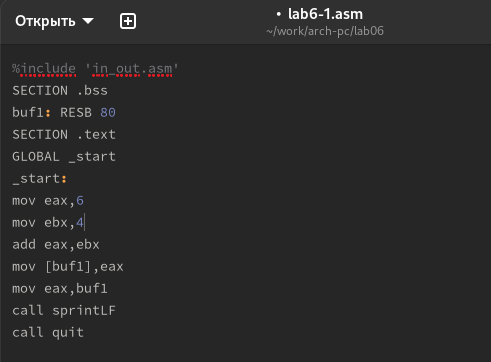 Открыть
• lab6-1.asm
~/work/arch-pc/lab06
%include 'in_out.asm'
SECTION .bss
buf1: RESB 80
SECTION .text
GLOBAL _start
_start:
mov eax,6
mov ebx,4
add eax,ebx
mov [buf1],eax
mov eax,buf1
call sprintLF
call quit